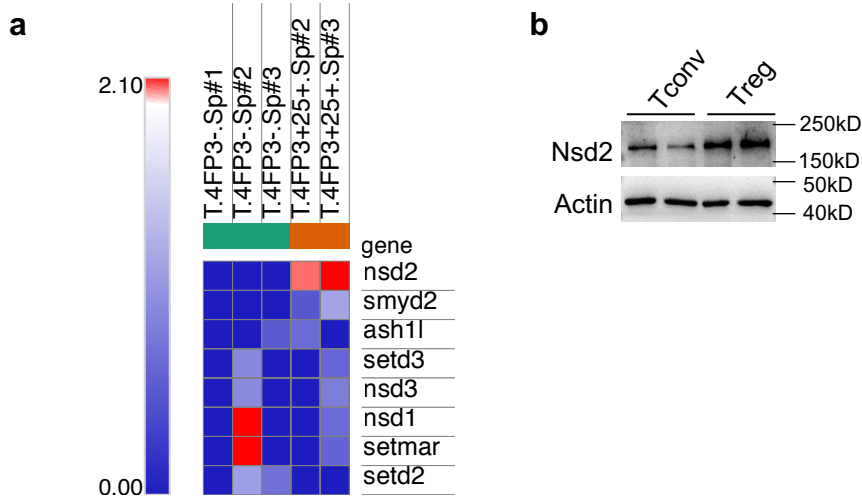 a
2.10
0.00
T.4FP3-.Sp#1
T.4FP3-.Sp#2
T.4FP3-.Sp#3
T.4FP3+25+.Sp#2
T.4FP3+25+.Sp#3
gene
nsd2
smyd2
ash1l
setd3
nsd3
nsd1
setmar
setd2
b
Tconv
Treg
Nsd2
250kD
150kD
Actin
50kD
40kD